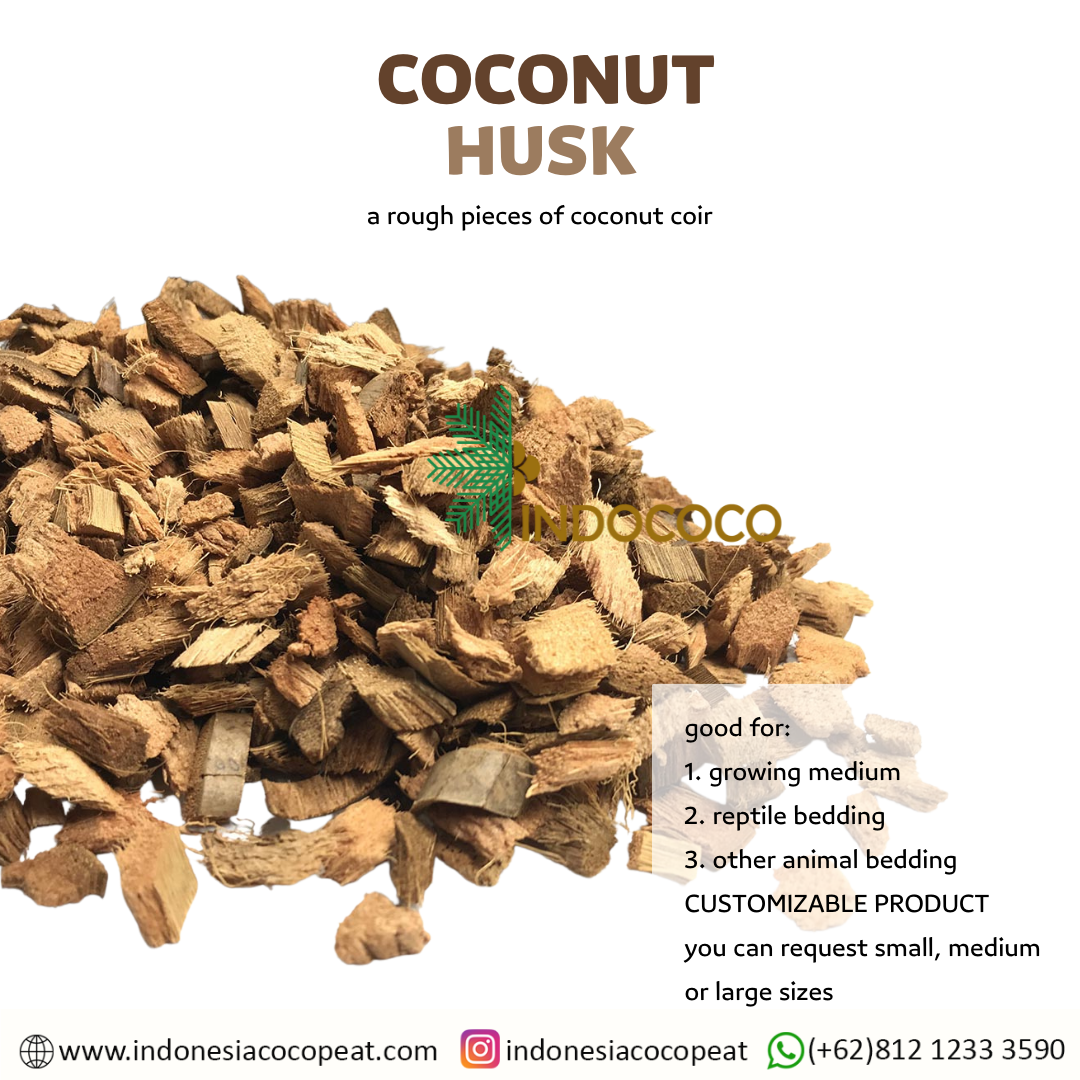 COCONUT
HUSK
a rough pieces of coconut coir
INDOCOCO
good for:
1. growing medium
2. reptile bedding
3. other animal bedding
CUSTOMIZABLE PRODUCT
you can request small, medium
or large sizes
www.indonesiacocopeat.com indonesiacocopeat (+62)812 1233 3590